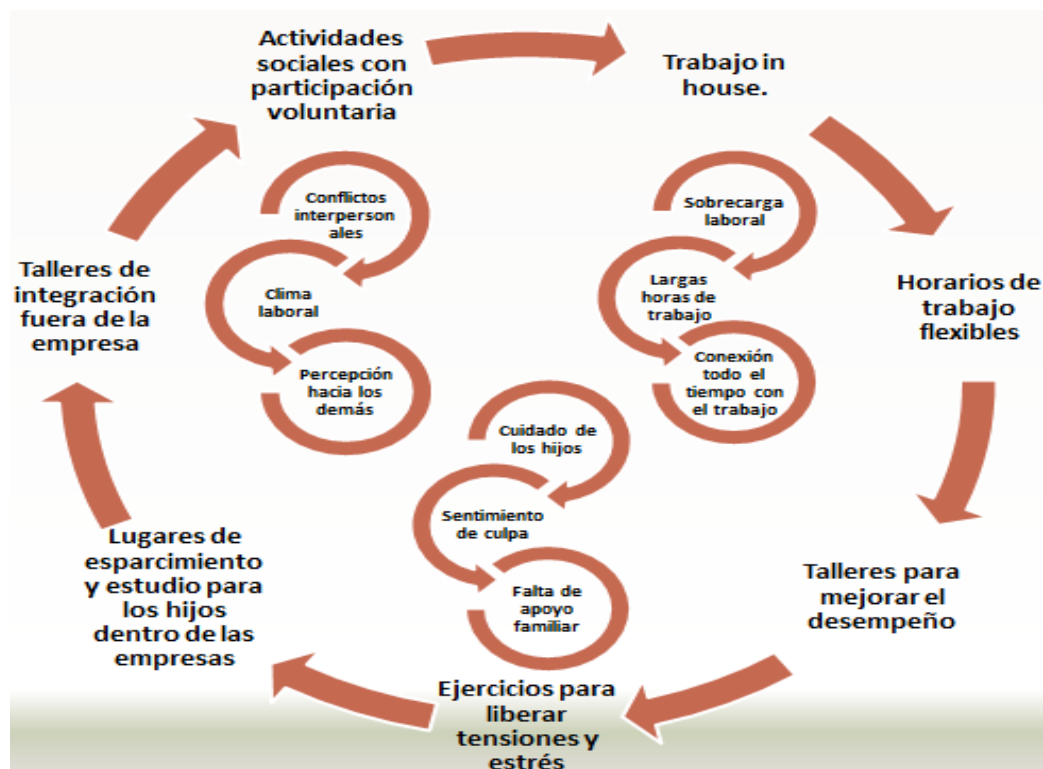 Actividades
sociales con
participación
voluntaria
Trabajo in
house.
Horarios de
trabajo
flexibles
Talleres para
mejorar el
desempeño
Ejercicios para
liberar
tensiones y
estrés
Lugares de
esparcimiento
y estudio para
los hijos
dentro de las
empresas
Talleres de
integración
fuera de la
empresa
Conflictos
interperson
ales
Clima
laboral
Percepción
hacia los
demás
Sobrecarga
laboral
Largas
horas de
trabajo
Conexión
todo el
tiempo con
el trabajo
Cuidado de
los hijos
Sentimiento
de culpa
Falta de
apoyo
familiar